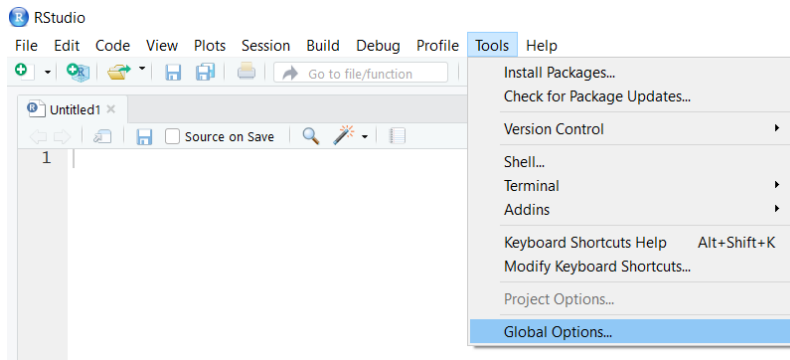 R RStudio
File Edit Code View Plots Session Build Debug Profile Tools Help
Go to file/function
Untitled1
Source on Save
1
Install Packages...
Check for Package Updates...
Version Control
Shell...
Terminal
Addins
Keyboard Shortcuts Help Alt+Shift+K
Modify Keyboard Shortcuts...
Project Options...
Global Options...